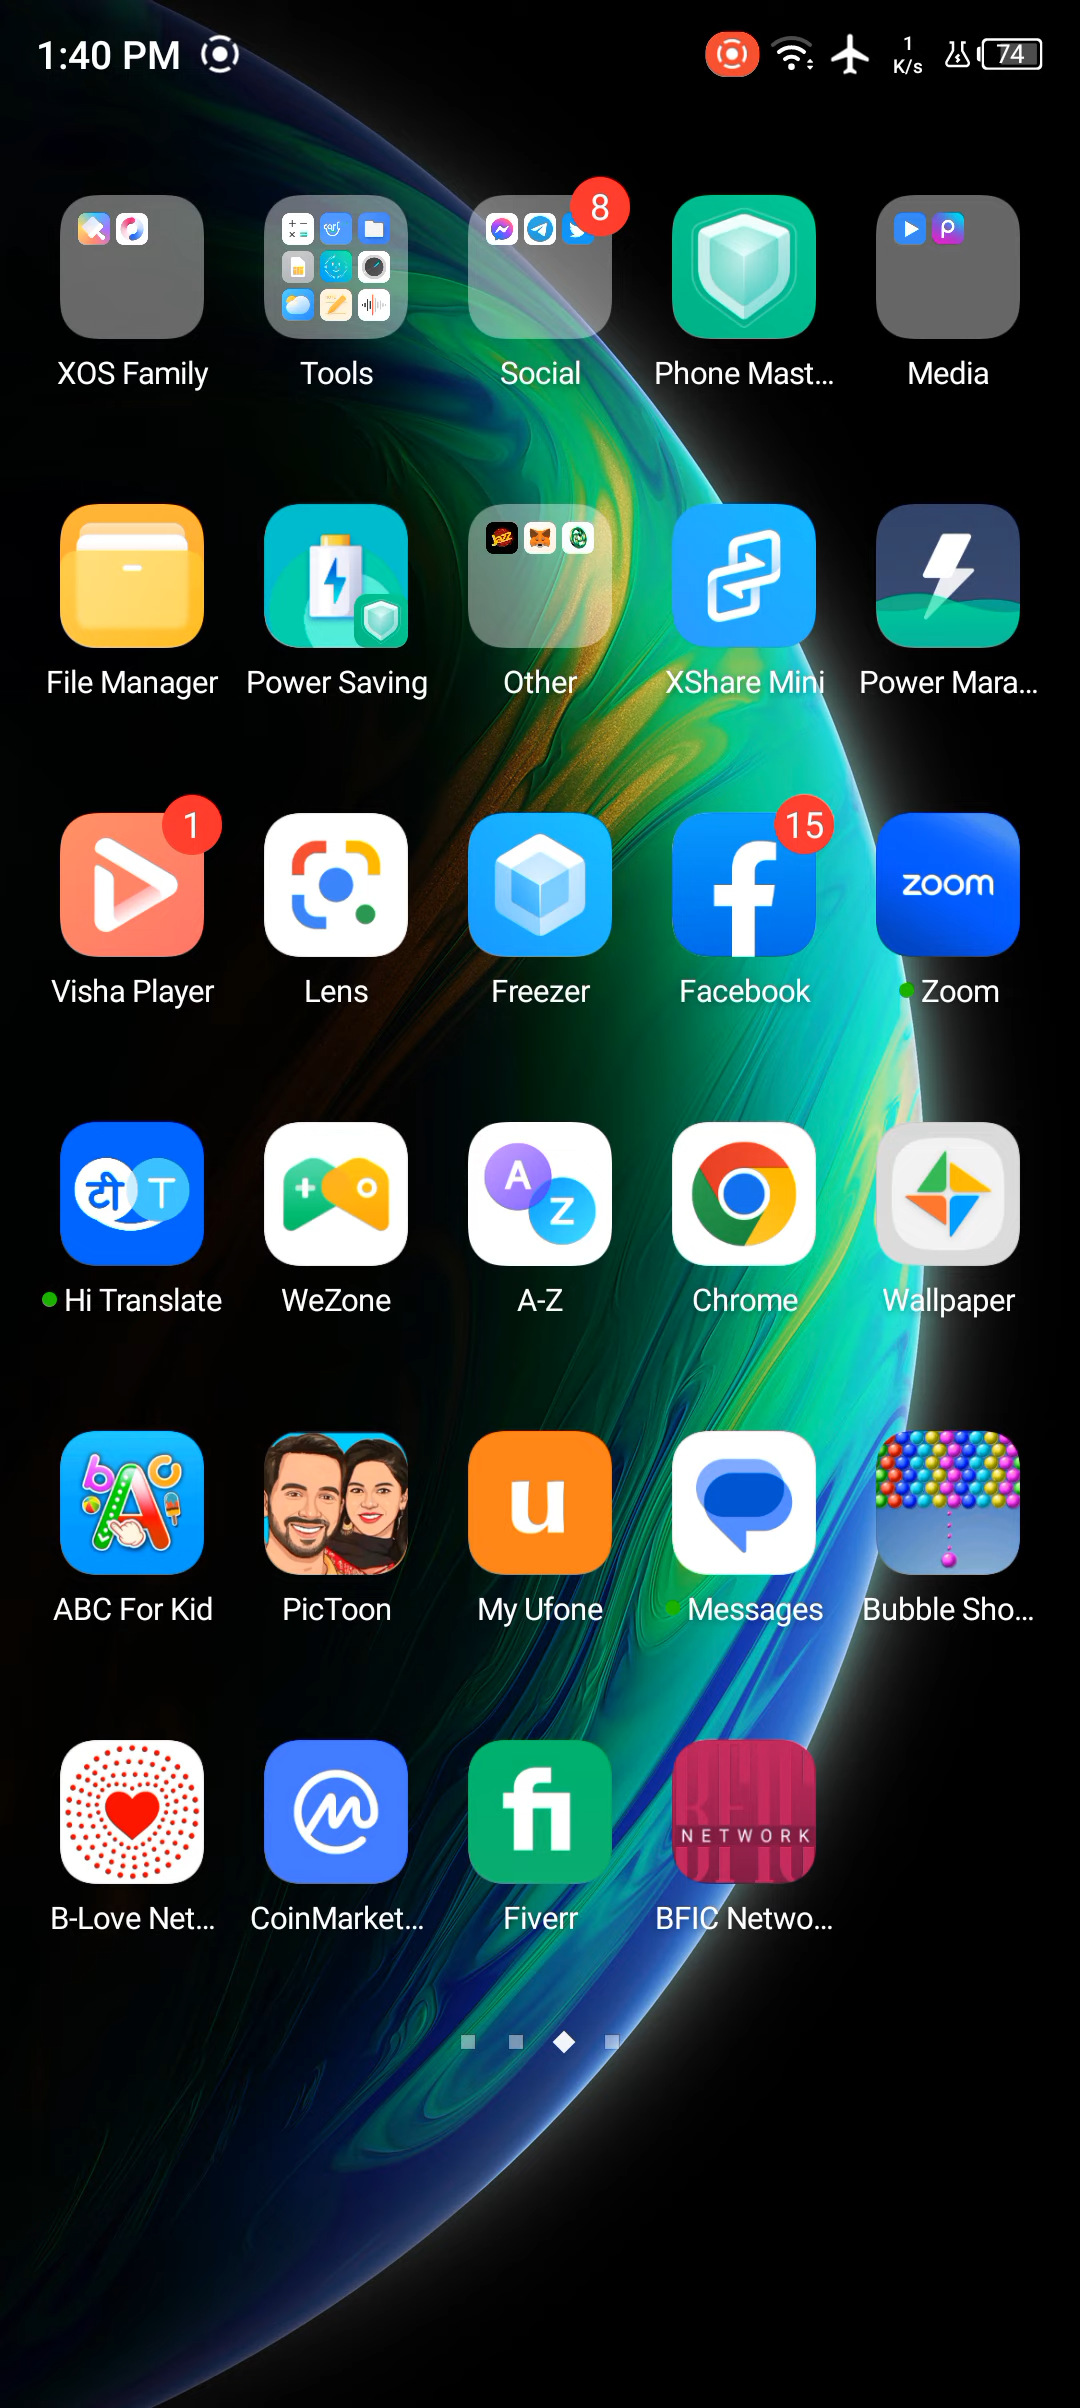 1:40 PM
1
K/s
74
8
XOS Family
Tools
Social
Phone Mast...
Media
Jazz
File Manager
Power Saving
Other
XShare Mini
Power Mara...
1
15
zoom
Visha Player
Lens
Freezer
Facebook
Zoom
टी T
A
Z
Hi Translate
WeZone
A-Z
Chrome
Wallpaper
b A C
u
ABC For Kid
PicToon
My Ufone
Messages
Bubble Sho...
fi
NETWORK
B-Love Net...
CoinMarket...
Fiverr
BFIC Netwo...